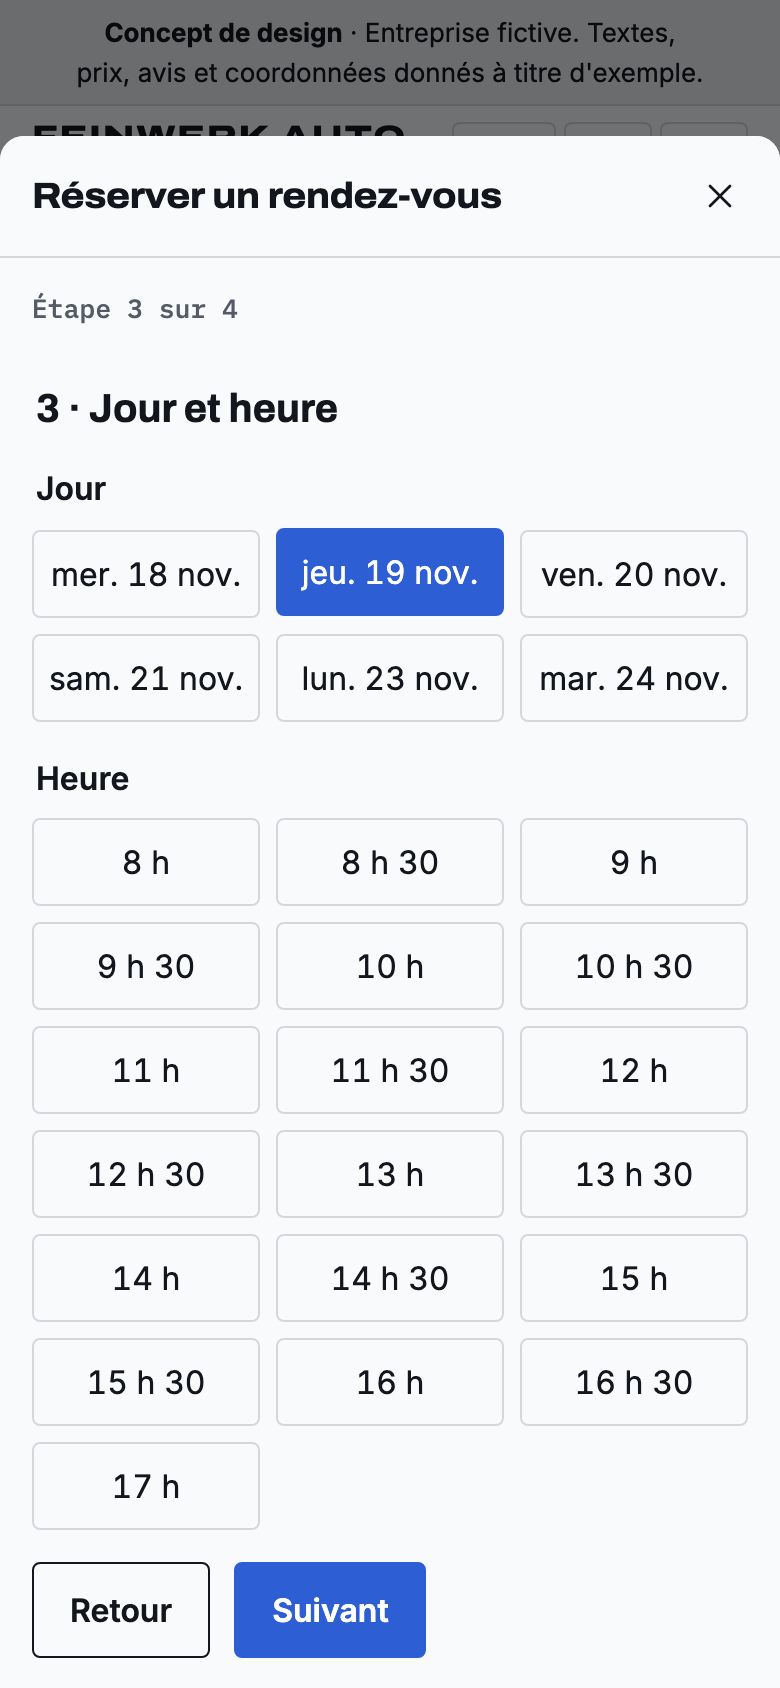 Concept de design · Entreprise fictive. Textes,
prix, avis et coordonnées donnés à titre d'exemple.
FEINWERK AUTO
Réserver un rendez-vous
Étape 3 sur 4
3 · Jour et heure
Jour
mer. 18 nov. jeu. 19 nov. ven. 20 nov.
sam. 21 nov. lun. 23 nov. mar. 24 nov.
Heure
8 h 8 h 30 9 h
9 h 30 10 h 10 h 30
11 h 11 h 30 12 h
12 h 30 13 h 13 h 30
14 h 14 h 30 15 h
15 h 30 16 h 16 h 30
17 h
Retour Suivant